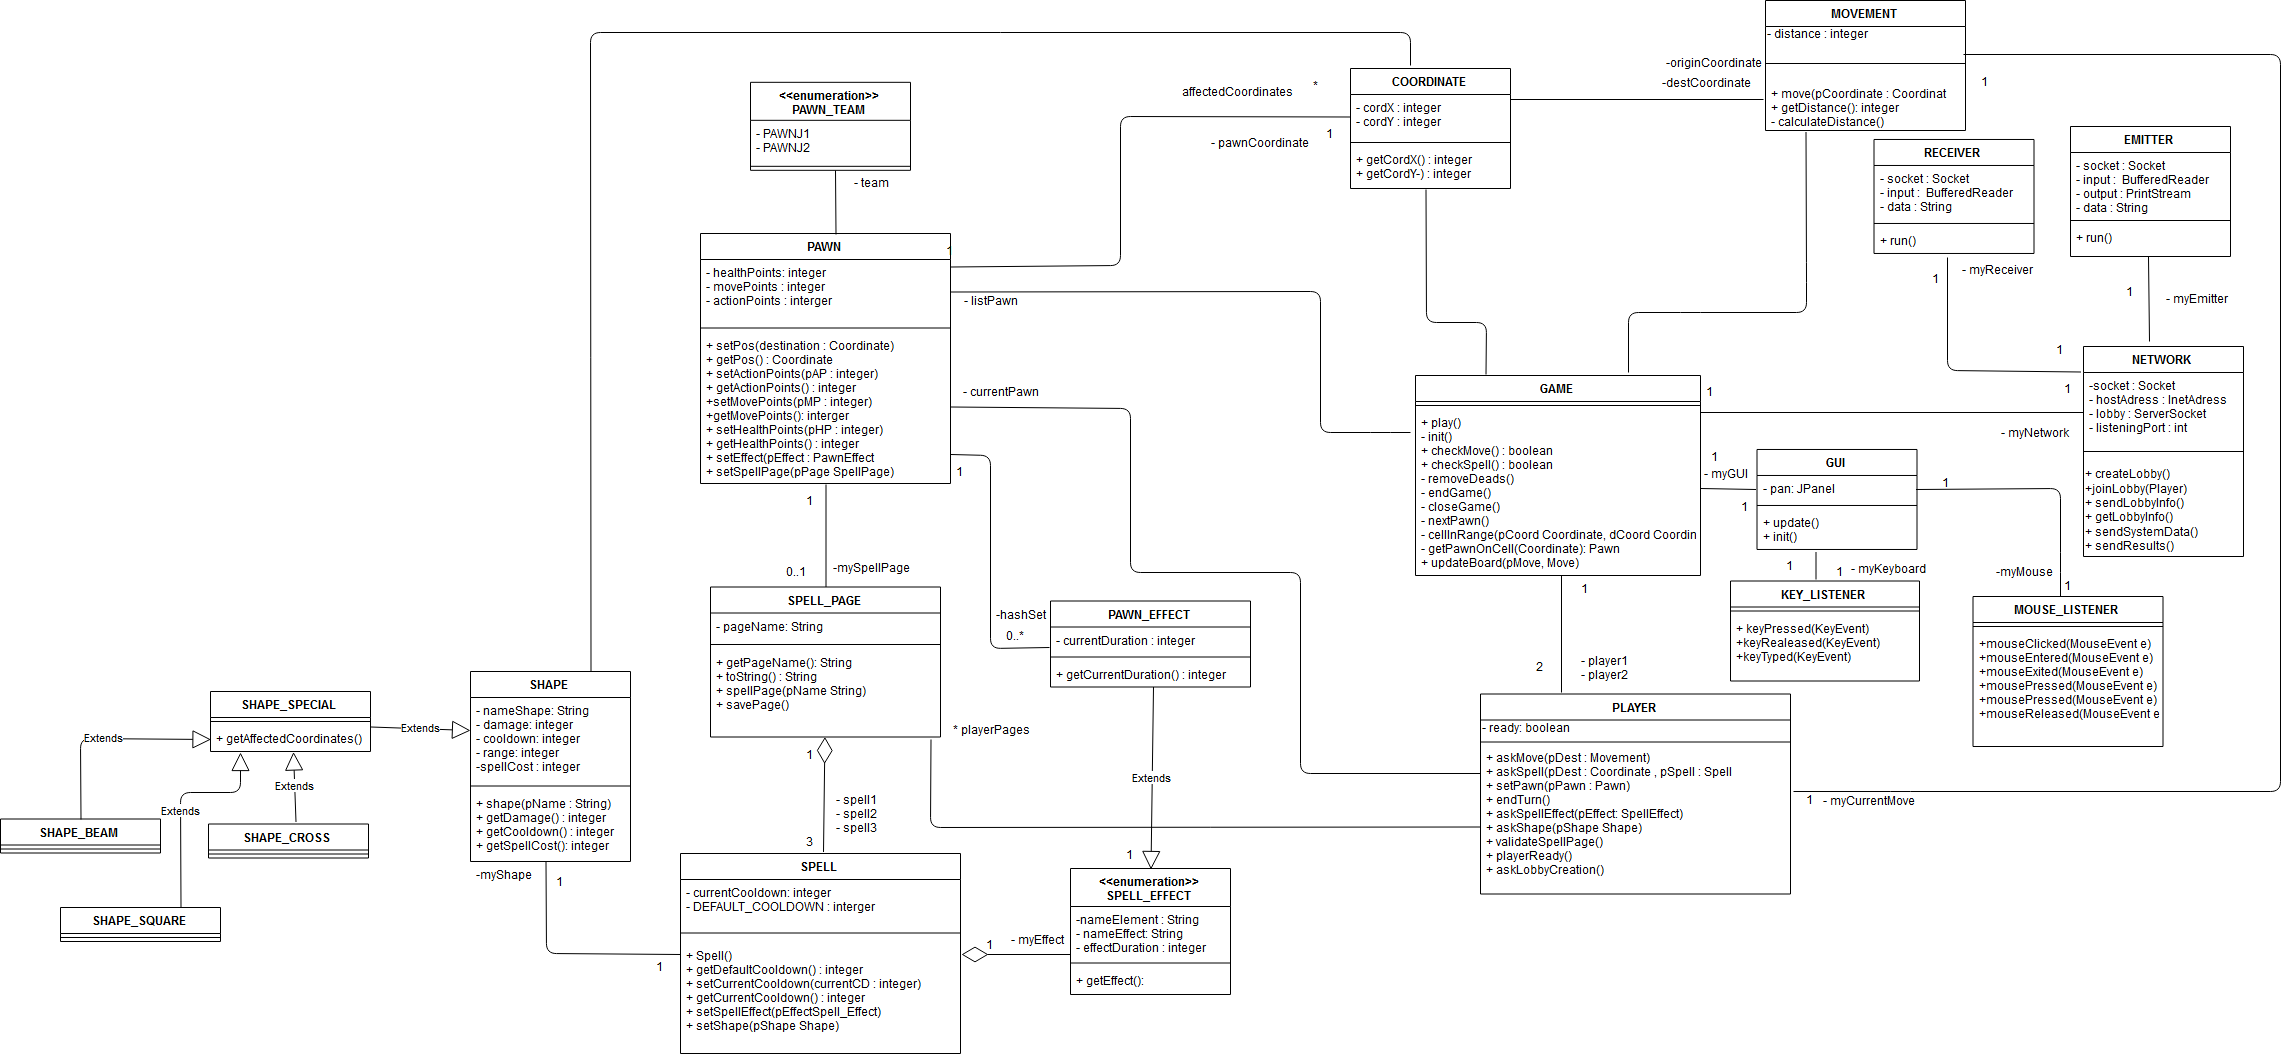 MOVEMENT
- distance : integer
+ move(pCoordinate : Coordinat
+ getDistance(): integer
- calculateDistance()
-originCoordinate
-destCoordinate
1
COORDINATE
- cordX : integer
- cordY : integer
+ getCordX() : integer
+ getCordY-) : integer
affectedCoordinates
*
1
- pawnCoordinate
<<enumeration>>
PAWN_TEAM
- PAWNJ1
- PAWNJ2
- team
RECEIVER
- socket : Socket
- input : BufferedReader
- data : String
+ run()
- myReceiver
1
EMITTER
- socket : Socket
- input : BufferedReader
- output : PrintStream
- data : String
+ run()
1
- myEmitter
PAWN
1
- healthPoints: integer
- movePoints : integer
- actionPoints : interger
+ setPos(destination : Coordinate)
+ getPos() : Coordinate
+ setActionPoints(pAP : integer)
+ getActionPoints() : integer
+setMovePoints(pMP : integer)
+getMovePoints(): interger
+ setHealthPoints(pHP : integer)
+ getHealthPoints() : integer
+ setEffect(pEffect : PawnEffect
+ setSpellPage(pPage SpellPage)
- listPawn
- currentPawn
1
1
0..1
-mySpellPage
GAME
+ play()
- init()
+ checkMove() : boolean
+ checkSpell() : boolean
- removeDeads()
- endGame()
- closeGame()
- nextPawn()
- cellInRange(pCoord Coordinate, dCoord Coordin
- getPawnOnCell(Coordinate): Pawn
+ updateBoard(pMove, Move)
1
1
1
- myNetwork
1
- myGUI
1
NETWORK
-socket : Socket
- hostAdress : InetAdress
- lobby : ServerSocket
- listeningPort : int
+ createLobby()
+joinLobby(Player)
+ sendLobbyInfo()
+ getLobbyInfo()
+ sendSystemData()
+ sendResults()
GUI
- pan: JPanel
+ update()
+ init()
1
1
1
- myKeyboard
-myMouse
1
KEY_LISTENER
+ keyPressed(KeyEvent)
+keyRealeased(KeyEvent)
+keyTyped(KeyEvent)
MOUSE_LISTENER
+mouseClicked(MouseEvent e)
+mouseEntered(MouseEvent e)
+mouseExited(MouseEvent e)
+mousePressed(MouseEvent e)
+mousePressed(MouseEvent e)
+mouseReleased(MouseEvent e
SPELL_PAGE
- pageName: String
+ getPageName(): String
+ toString() : String
+ spellPage(pName String)
+ savePage()
-hashSet
0..*
PAWN_EFFECT
- currentDuration : integer
+ getCurrentDuration() : integer
Extends
1
2
- player1
- player2
PLAYER
- ready: boolean
+ askMove(pDest : Movement)
+ askSpell(pDest : Coordinate , pSpell : Spell
+ setPawn(pPawn : Pawn)
+ endTurn()
+ askSpellEffect(pEffect: SpellEffect)
+ askShape(pShape Shape)
+ validateSpellPage()
+ playerReady()
+ askLobbyCreation()
1
- myCurrentMove
* playerPages
SHAPE
- nameShape: String
- damage: integer
- cooldown: integer
- range: integer
-spellCost : integer
+ shape(pName : String)
+ getDamage() : integer
+ getCooldown() : integer
+ getSpellCost(): integer
SHAPE_SPECIAL
+ getAffectedCoordinates()
Extends
Extends
Extends
Extends
SHAPE_BEAM
SHAPE_CROSS
SHAPE_SQUARE
1
- spell1
- spell2
- spell3
3
-myShape
1
1
SPELL
- currentCooldown: integer
- DEFAULT_COOLDOWN : interger
+ Spell()
+ getDefaultCooldown() : integer
+ setCurrentCooldown(currentCD : integer)
+ getCurrentCooldown() : integer
+ setSpellEffect(pEffectSpell_Effect)
+ setShape(pShape Shape)
1
- myEffect
1
<<enumeration>>
SPELL_EFFECT
-nameElement : String
- nameEffect: String
- effectDuration : integer
+ getEffect():